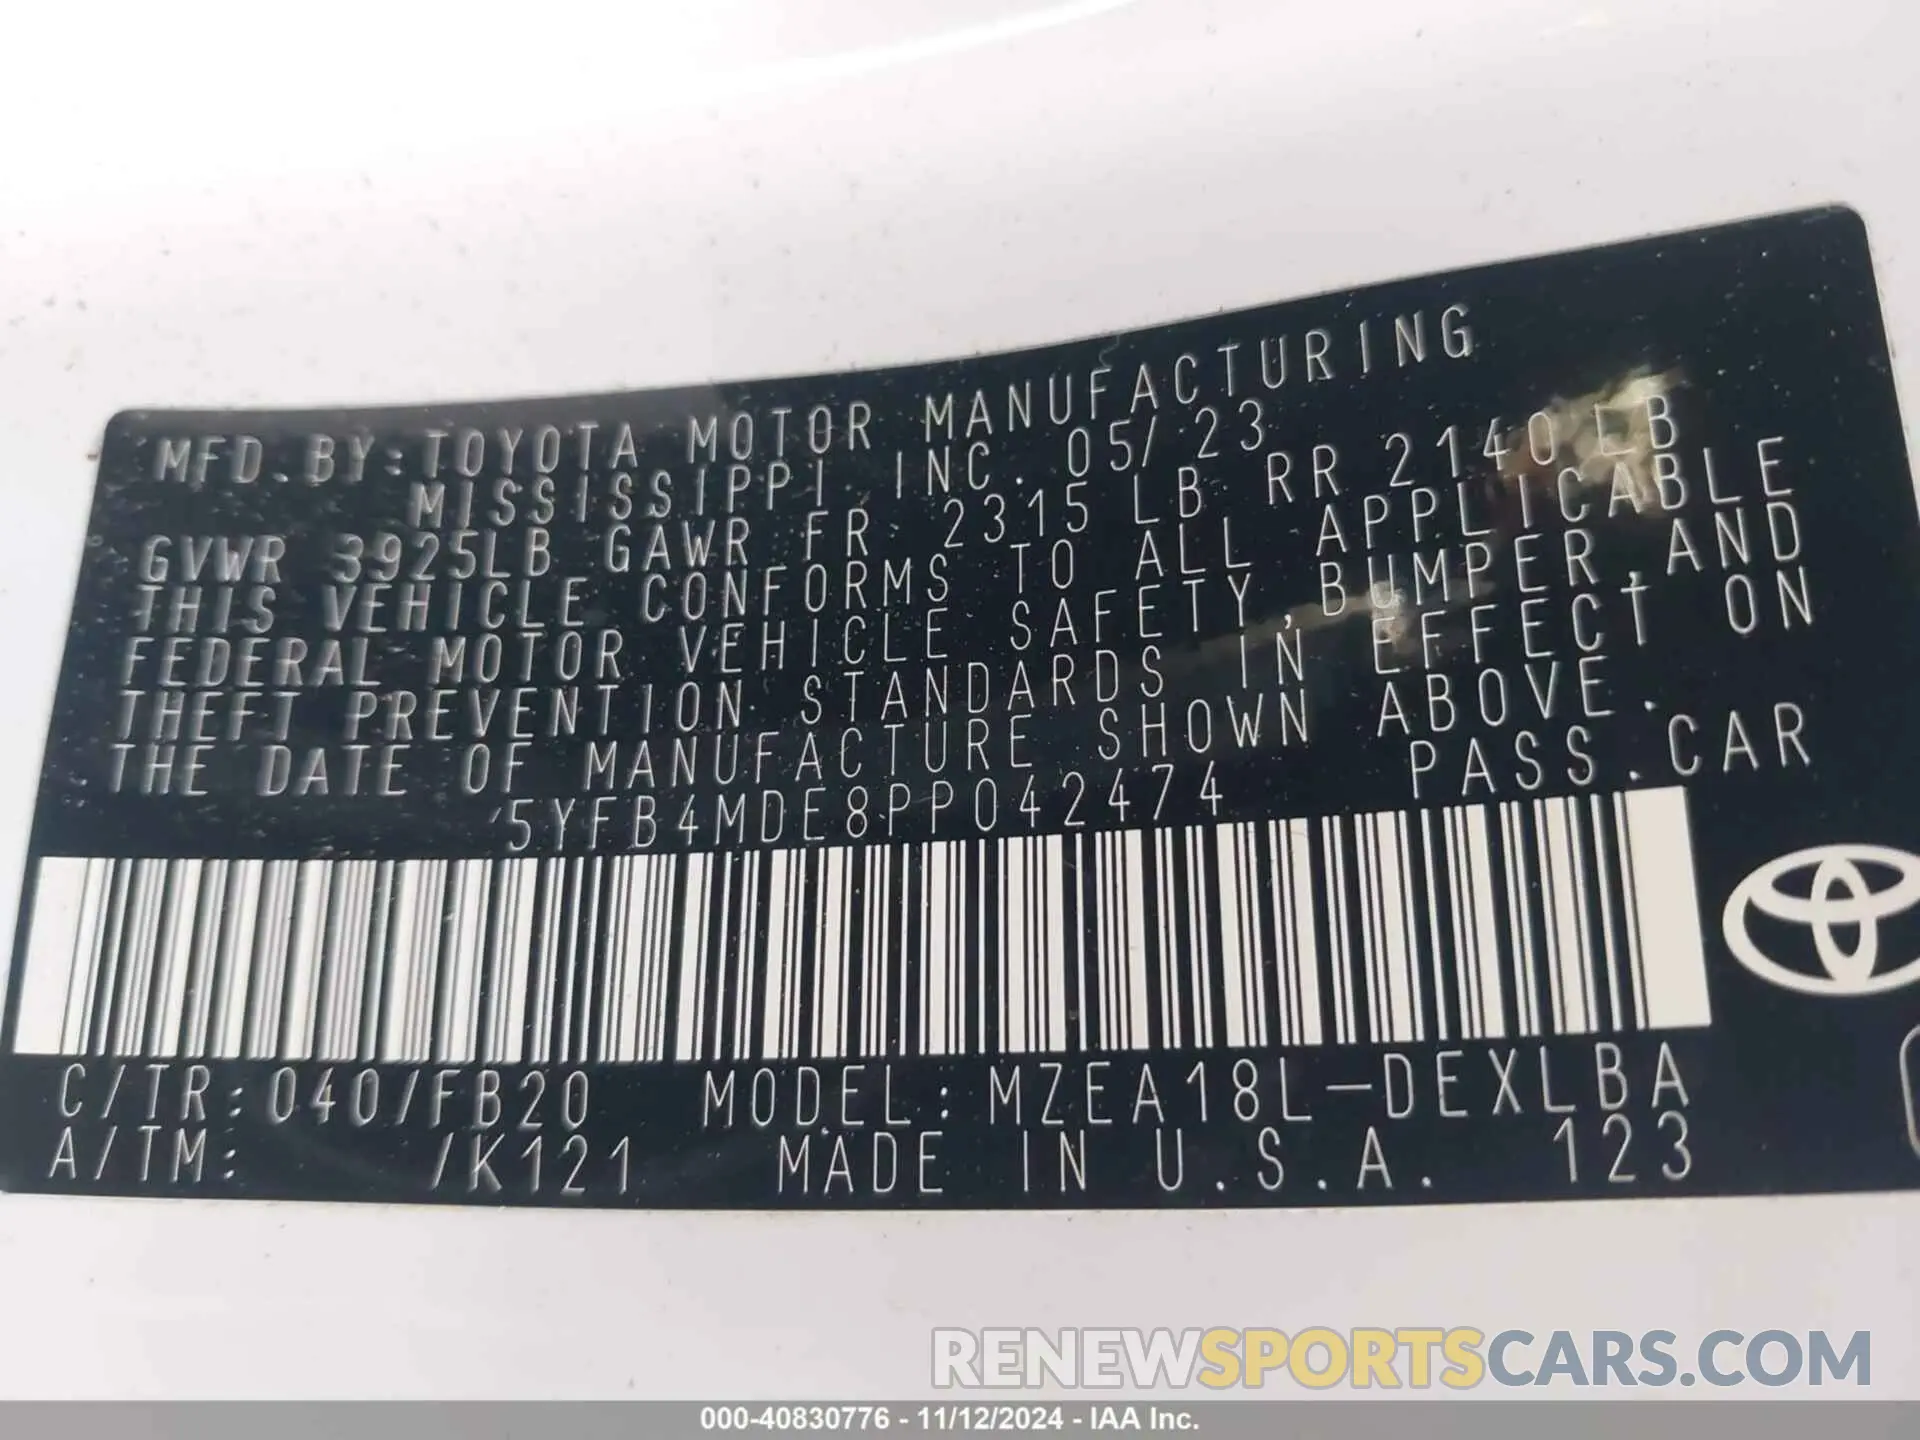 MFD.BY:TOYOTA MOTOR MANUFACTURING
MISSISSIPPI INC. 05/23
GVWR 3925LB GAWR FR 2315 LB RR 2140LB
THIS VEHICLE CONFORMS TO ALL APPLICABLE
FEDERAL MOTOR VEHICLE SAFETY,BUMPER,AND
THEFT PREVENTION STANDARDS IN EFFECT ON
THE DATE OF MANUFACTURE SHOWN ABOVE.
5YFB4MDE8PP042474 PASS.CAR
C/TR:040/FB20 MODEL:MZEA18L-DEXLBA
A/TM: /K121 MADE IN U.S.A. 123
RENEWSPORTSCARS.COM
000-40830776 - 11/12/2024 - IAA Inc.